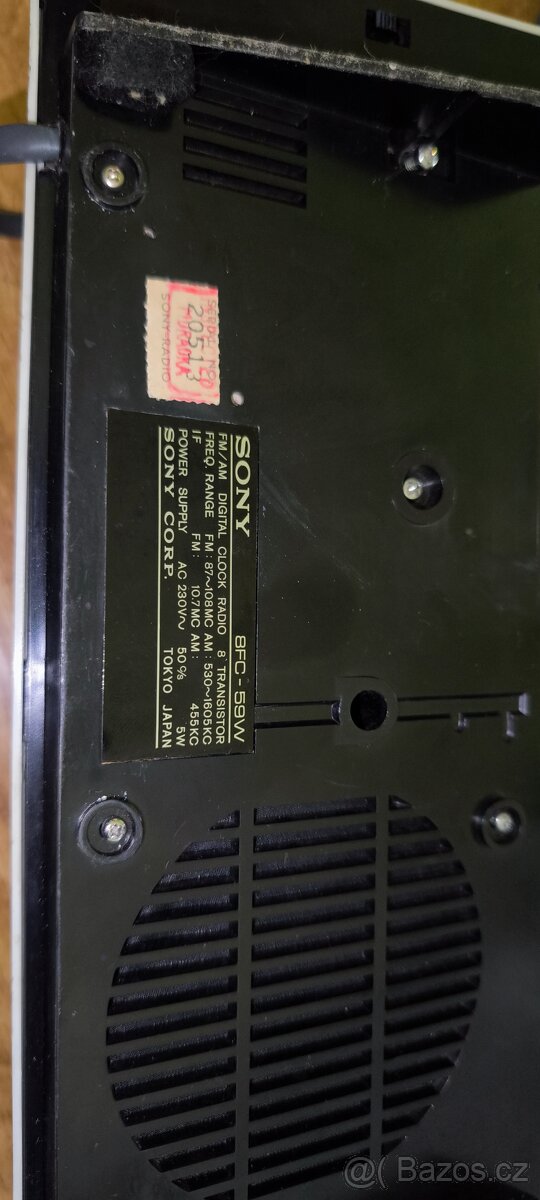 SERIAL NO.
20513
SONY-RADIO
SONY 8FC-59W
FM/AM DIGITAL CLOCK RADIO 8 TRANSISTOR
FREQ. RANGE FM: 87~108MC AM: 530~1605KC
IF FM: 10.7MC AM: 455KC
POWER SUPPLY AC 230V~ 50% 5W
SONY CORP. TOKYO JAPAN
@( Bazos.cz